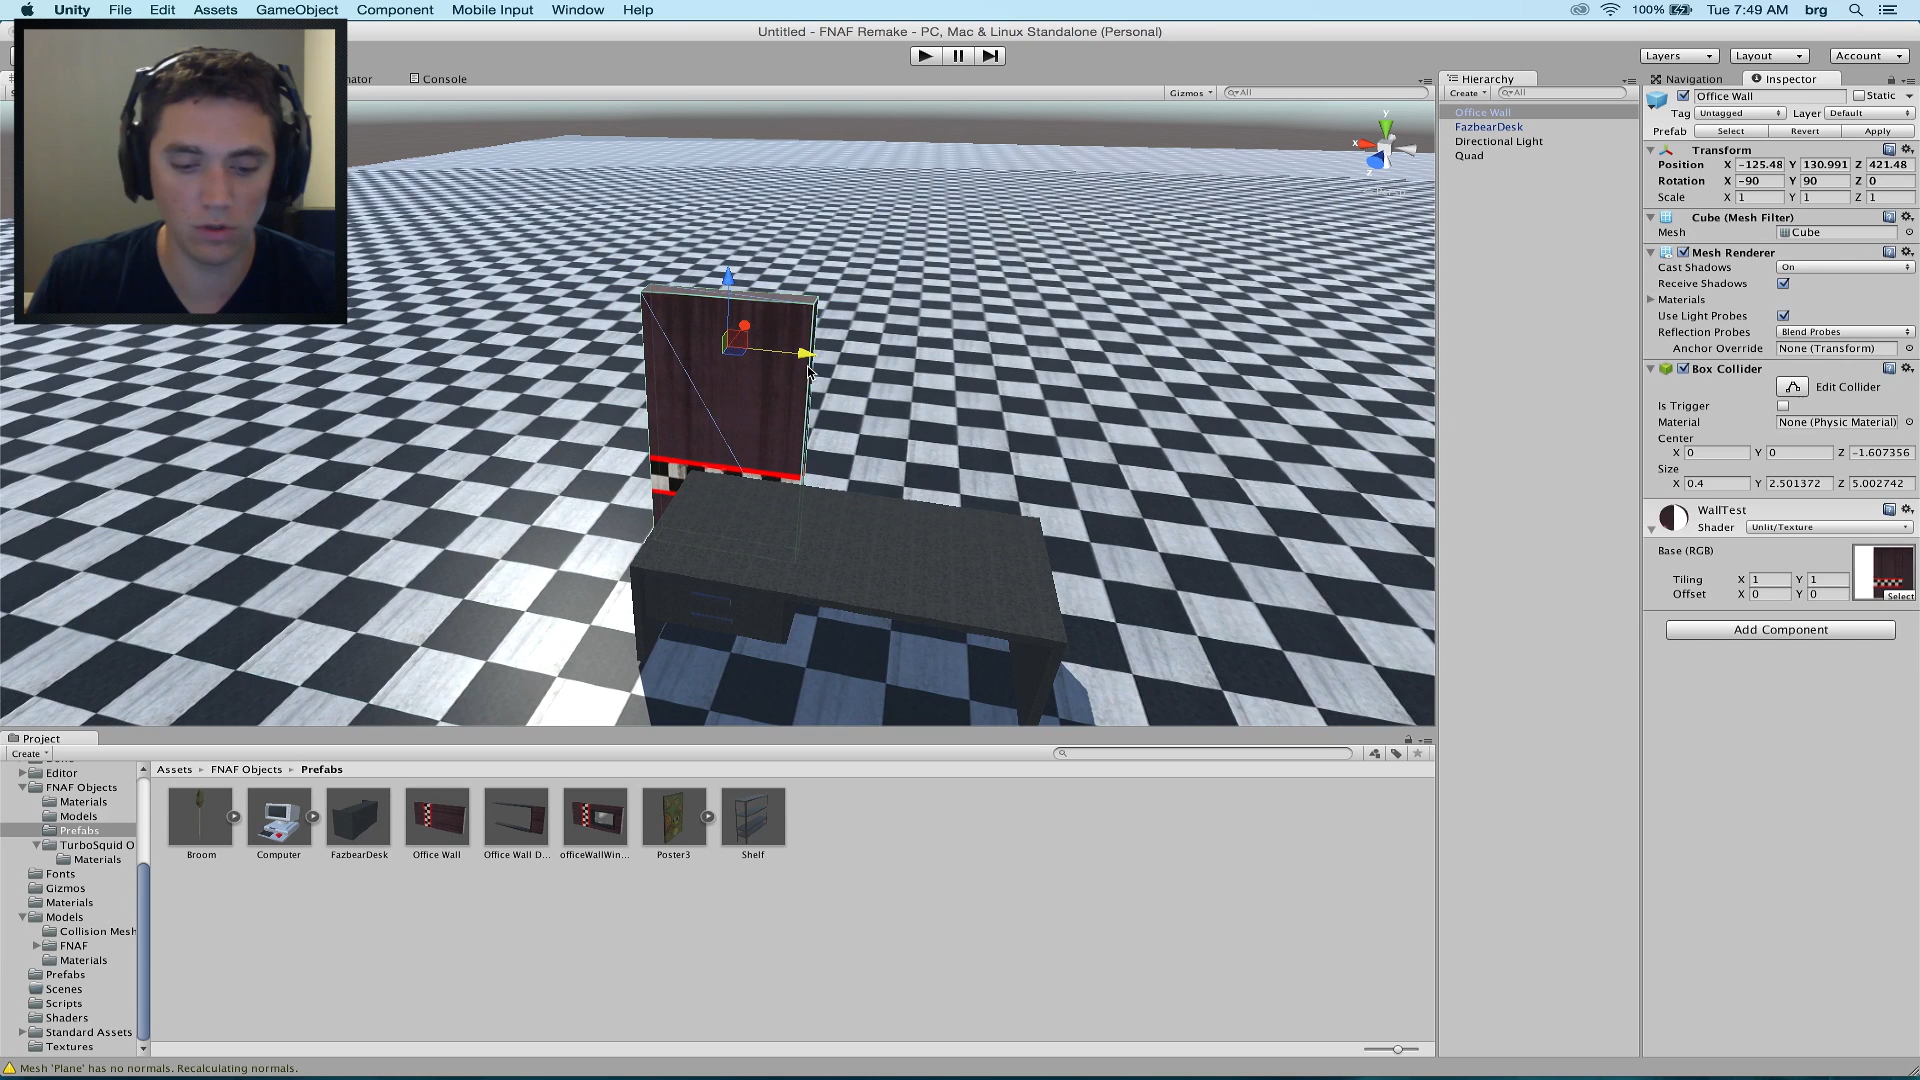 Unity File Edit Assets GameObject Component Mobile Input Window Help
100% Tue 7:49 AM brg
Untitled - FNAF Remake - PC, Mac & Linux Standalone (Personal)
Layers Layout Account
Console
Gizmos All
Hierarchy
Create All
Office Wall
FazbearDesk
Directional Light
Quad
y
x
z
Navigation Inspector
Office Wall Static
Tag Untagged Layer Default
Prefab Select Revert Apply
Transform
Position X -125.48 Y 130.991 Z 421.48
Rotation X -90 Y 90 Z 0
Scale X 1 Y 1 Z 1
Cube (Mesh Filter)
Mesh Cube
Mesh Renderer
Cast Shadows On
Receive Shadows
Materials
Use Light Probes
Reflection Probes Blend Probes
Anchor Override None (Transform)
Box Collider
Edit Collider
Is Trigger
Material None (Physic Material)
Center
X 0 Y 0 Z -1.607356
Size
X 0.4 Y 2.501372 Z 5.002742
WallTest
Shader Unlit/Texture
Base (RGB)
Tiling X 1 Y 1
Offset X 0 Y 0
Select
Add Component
Project
Create
Editor
FNAF Objects
Materials
Models
Prefabs
TurboSquid O
Materials
Fonts
Gizmos
Materials
Models
Collision Mesh
FNAF
Materials
Prefabs
Scenes
Scripts
Shaders
Standard Assets
Textures
Assets FNAF Objects Prefabs
Broom Computer FazbearDesk Office Wall Office Wall D... officeWallWin... Poster3 Shelf
Mesh 'Plane' has no normals. Recalculating normals.